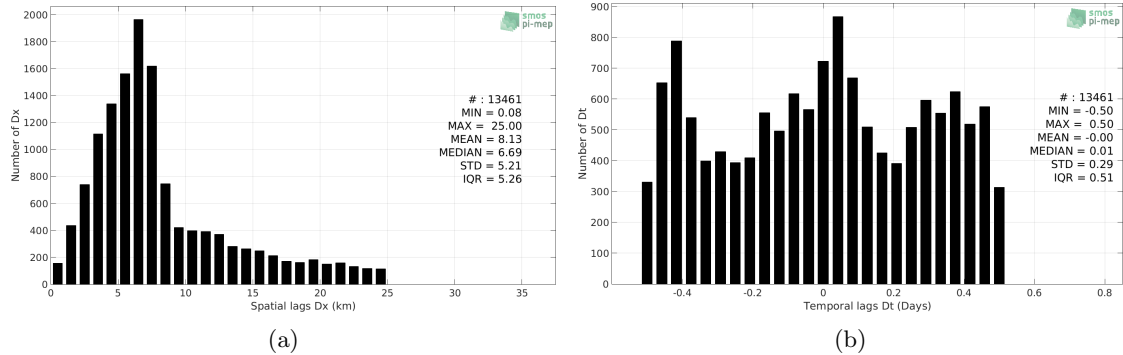 2000
1800
1600
1400
1200
1000
800
600
400
200
0
Number of Dx
0 5 10 15 20 25 30 35
Spatial lags Dx (km)
smos
pi-mep
# : 13461
MIN = 0.08
MAX = 25.00
MEAN = 8.13
MEDIAN = 6.69
STD = 5.21
IQR = 5.26
(a)
900
800
700
600
500
400
300
200
100
0
Number of Dt
-0.4 -0.2 0 0.2 0.4 0.6 0.8
Temporal lags Dt (Days)
smos
pi-mep
# : 13461
MIN = -0.50
MAX = 0.50
MEAN = -0.00
MEDIAN = 0.01
STD = 0.29
IQR = 0.51
(b)